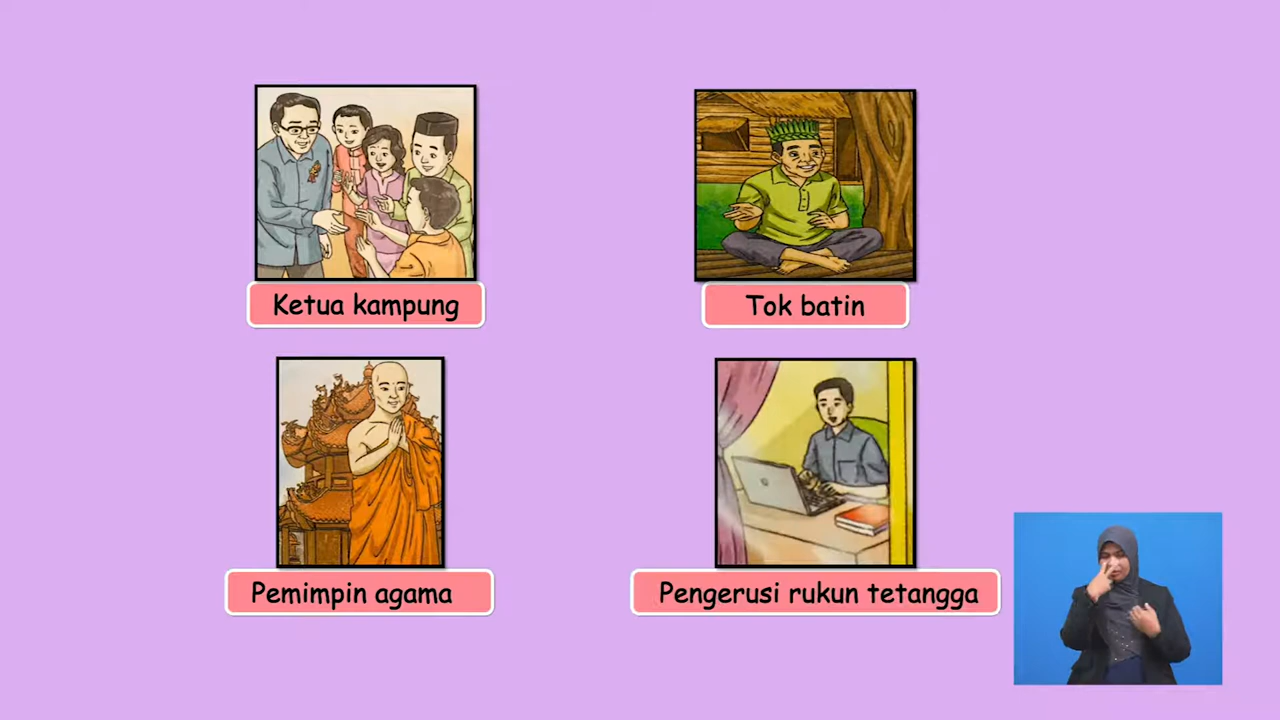 Ketua kampung
Tok batin
Pemimpin agama
Pengerusi rukun tetangga